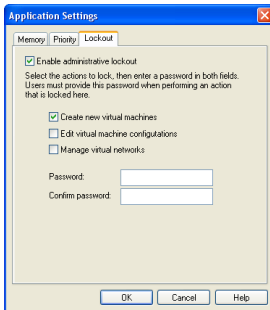 Application Settings
Memory Priority Lockout
Enable administrative lockout
Select the actions to lock, then enter a password in both fields.
Users must provide this password when performing an action
that is locked here.
Create new virtual machines
Edit virtual machine configutations
Manage virtual networks
Password:
Confirm password:
OK Cancel Help